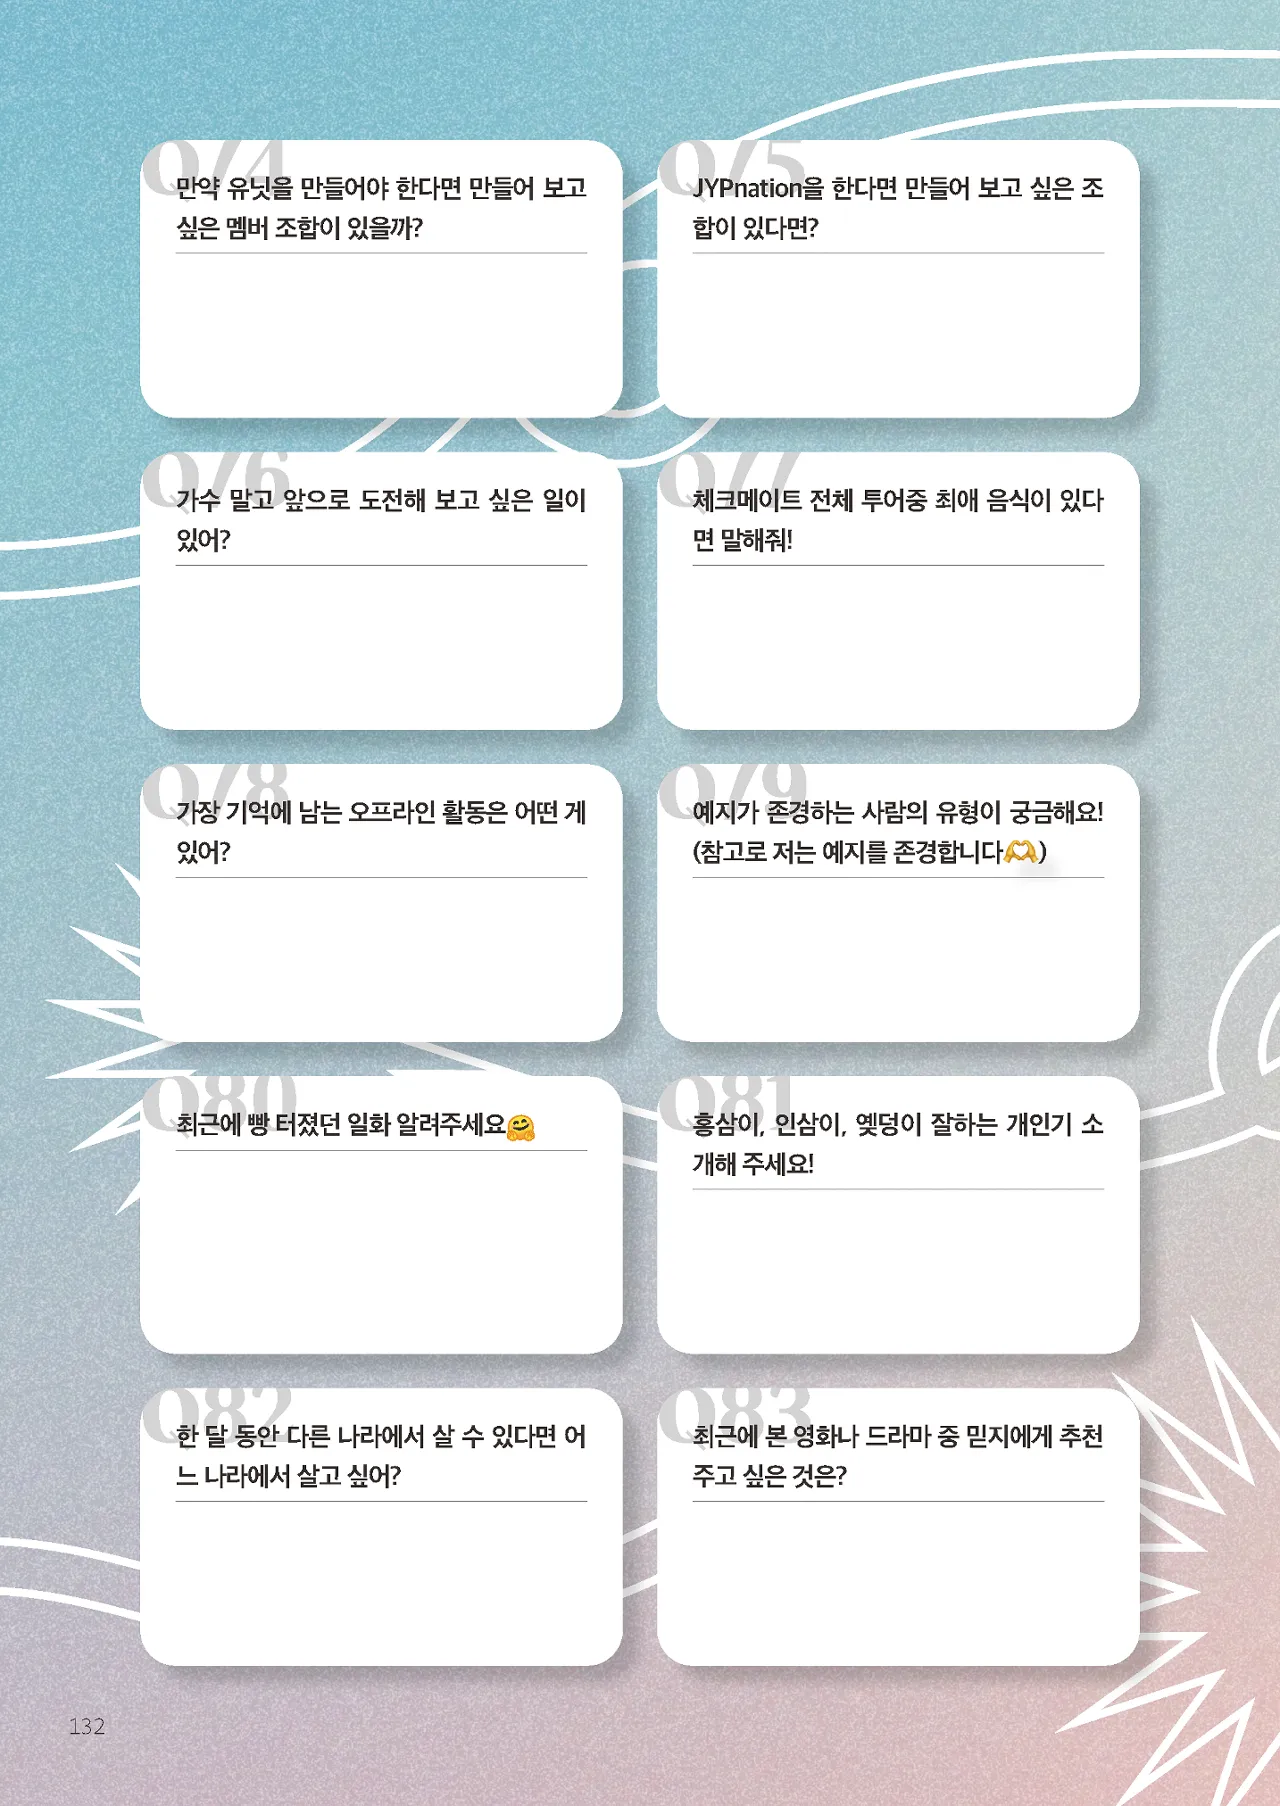 Q74
만약 유닛을 만들어야 한다면 만들어 보고
싶은 멤버 조합이 있을까?
Q75
JYPnation을 한다면 만들어 보고 싶은 조
합이 있다면?
Q76
가수 말고 앞으로 도전해 보고 싶은 일이
있어?
Q77
체크메이트 전체 투어중 최애 음식이 있다
면 말해줘!
Q78
가장 기억에 남는 오프라인 활동은 어떤 게
있어?
Q79
예지가 존경하는 사람의 유형이 궁금해요!
(참고로 저는 예지를 존경합니다🫶)
Q80
최근에 빵 터졌던 일화 알려주세요🤗
Q81
홍삼이, 인삼이, 옞덩이 잘하는 개인기 소
개해 주세요!
Q82
한 달 동안 다른 나라에서 살 수 있다면 어
느 나라에서 살고 싶어?
Q83
최근에 본 영화나 드라마 중 믿지에게 추천
주고 싶은 것은?
132